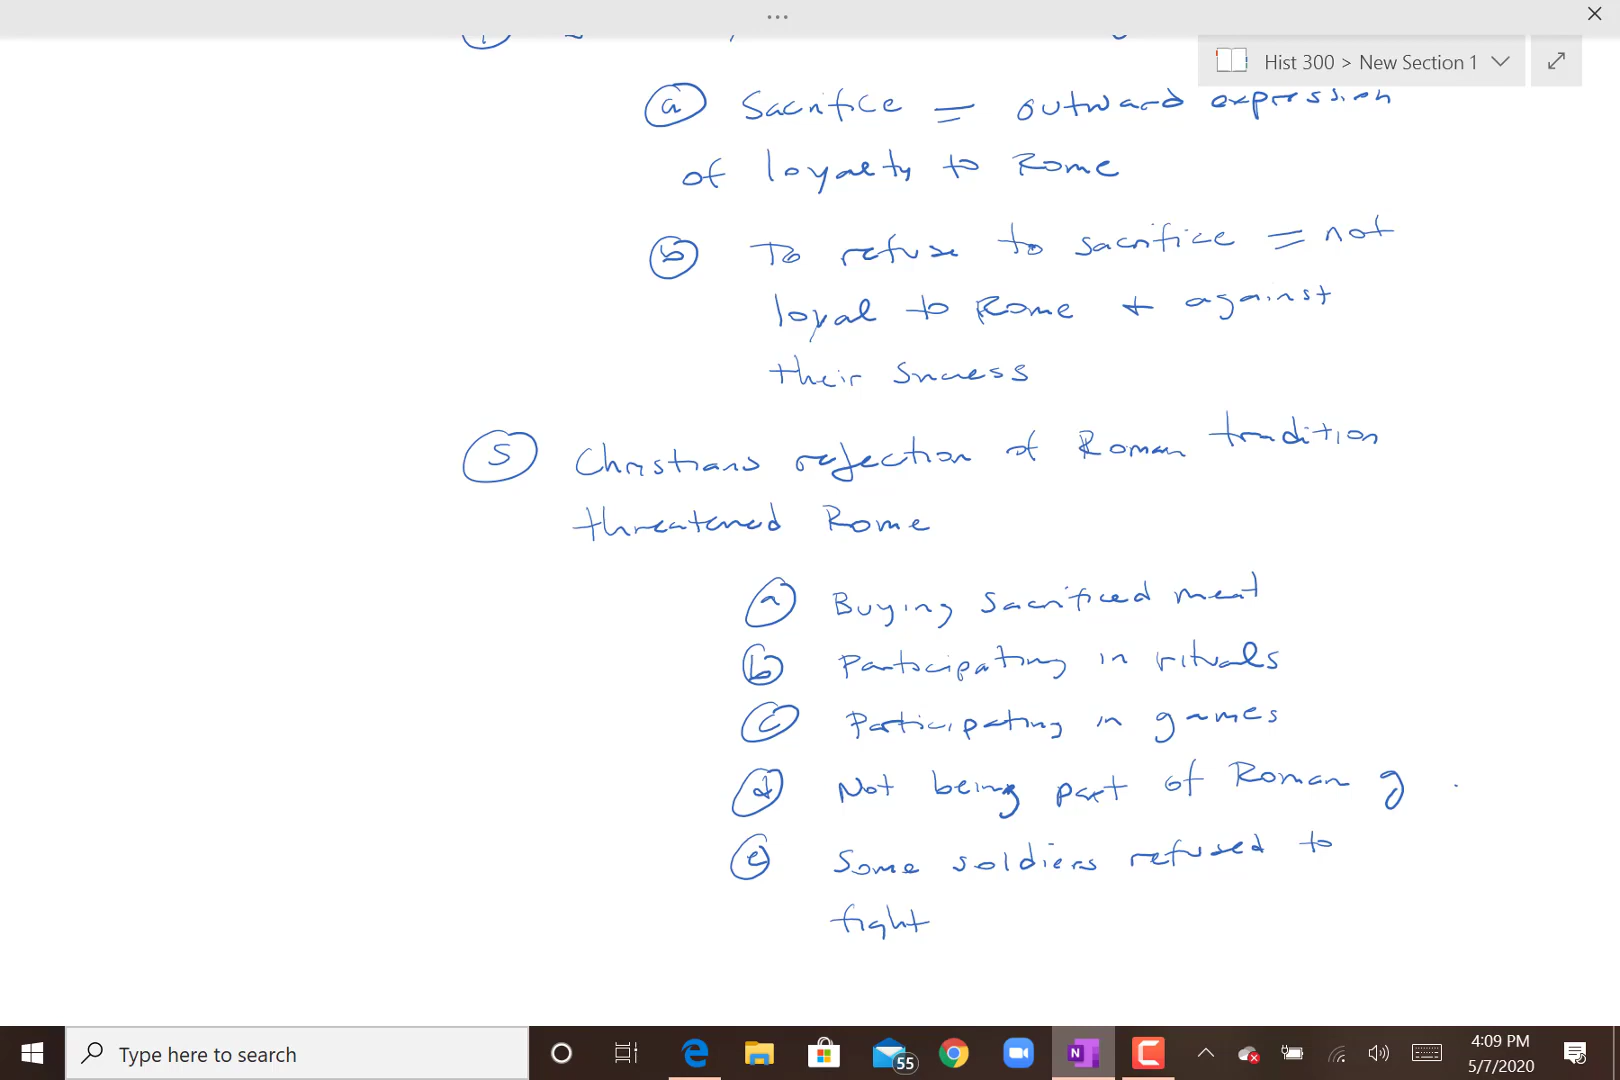 Hist 300 > New Section 1
a Sacrifice = outward expression
of loyalty to Rome
b To refuse to sacrifice = not
loyal to Rome + against
their success
5 Christians rejection of Roman tradition
threatened Rome
a Buying sacrificed meat
b Participating in rituals
c Participating in games
d Not being part of Roman g
e Some soldiers refused to
fight
Type here to search
55
N
4:09 PM
5/7/2020